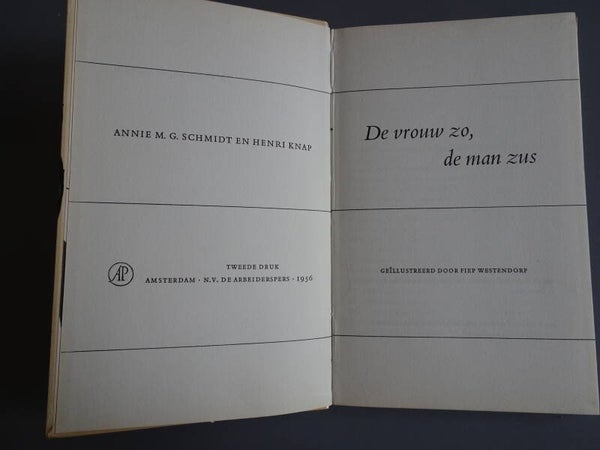 ANNIE M. G. SCHMIDT EN HENRI KNAP
AP
TWEEDE DRUK
AMSTERDAM · N.V. DE ARBEIDERSPERS · 1956
De vrouw zo,
de man zus
GEÏLLUSTREERD DOOR FIEP WESTENDORP